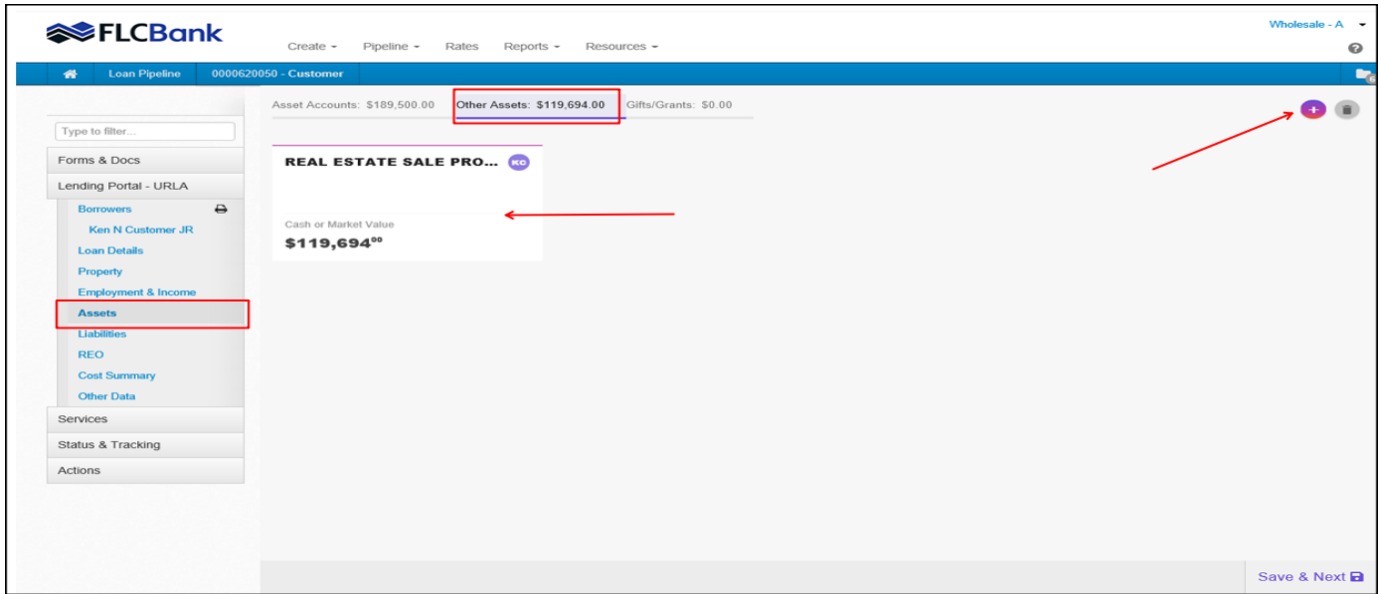 FLCBank
Wholesale - A
Create Pipeline Rates Reports Resources
Loan Pipeline 0000620050 - Customer
6
Asset Accounts: $189,500.00 Other Assets: $119,694.00 Gifts/Grants: $0.00
Type to filter...
Forms & Docs
Lending Portal - URLA
Borrowers
Ken N Customer JR
Loan Details
Property
Employment & Income
Assets
Liabilities
REO
Cost Summary
Other Data
Services
Status & Tracking
Actions
REAL ESTATE SALE PRO... KC
Cash or Market Value
$119,694⁰⁰
Save & Next